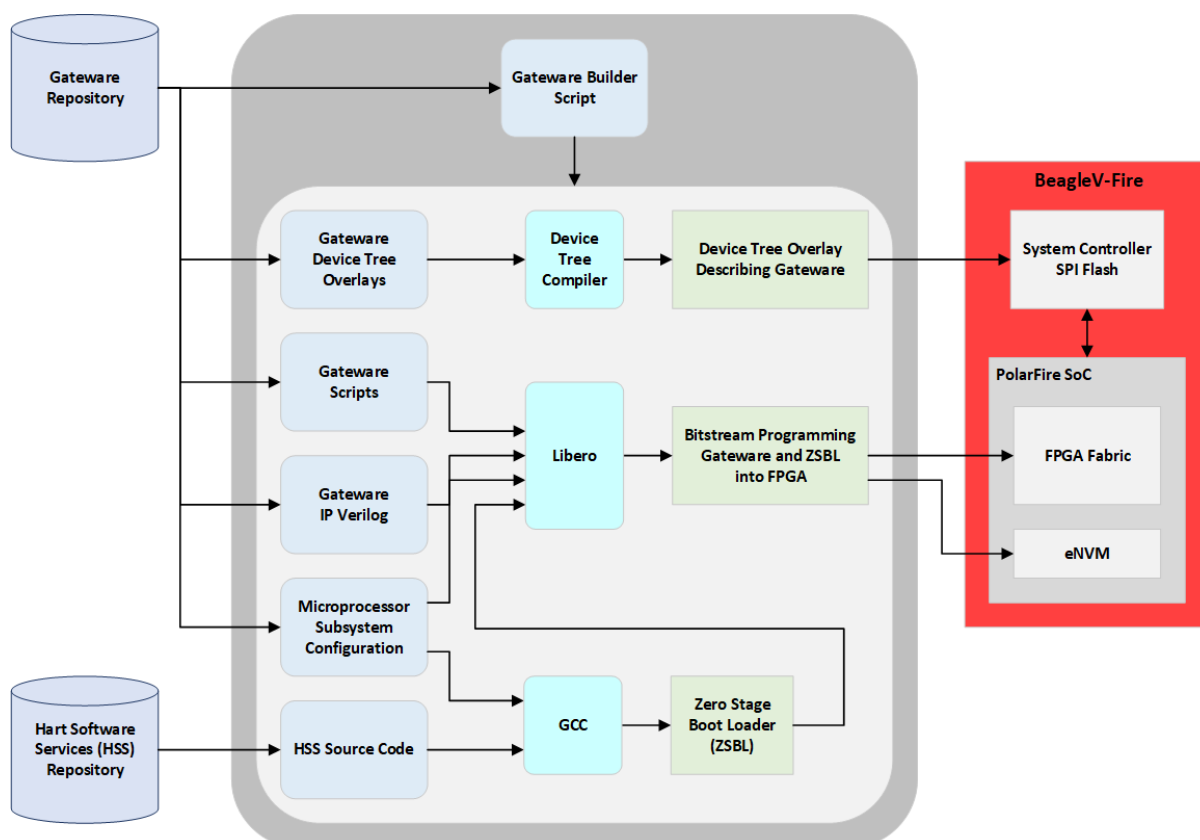 Gateware
Repository
Gateware Builder
Script
BeagleV-Fire
Gateware
Device Tree
Overlays
Device
Tree
Compiler
Device Tree Overlay
Describing Gateware
System Controller
SPI Flash
PolarFire SoC
Gateware
Scripts
Libero
Bitstream Programming
Gateware and ZSBL
into FPGA
FPGA Fabric
Gateware
IP Verilog
eNVM
Microprocessor
Subsystem
Configuration
Hart Software
Services (HSS)
Repository
HSS Source Code
GCC
Zero Stage
Boot Loader
(ZSBL)